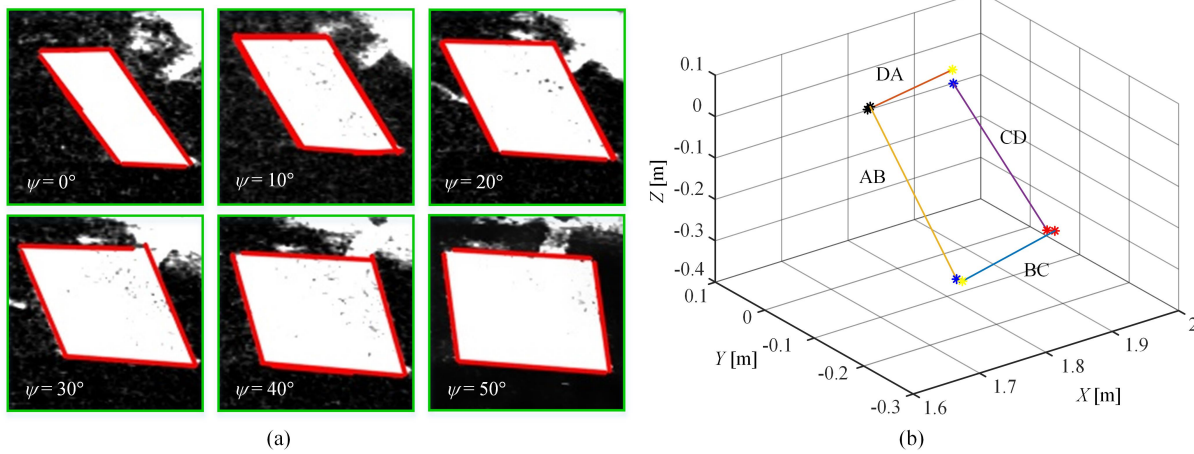 ψ = 0°
ψ = 10°
ψ = 20°
ψ = 30°
ψ = 40°
ψ = 50°
(a)
0.1
0
-0.1
-0.2
-0.3
-0.4
Z [m]
0.1
0
-0.1
-0.2
-0.3
Y [m]
1.6
1.7
1.8
1.9
2
X [m]
DA
CD
AB
BC
(b)